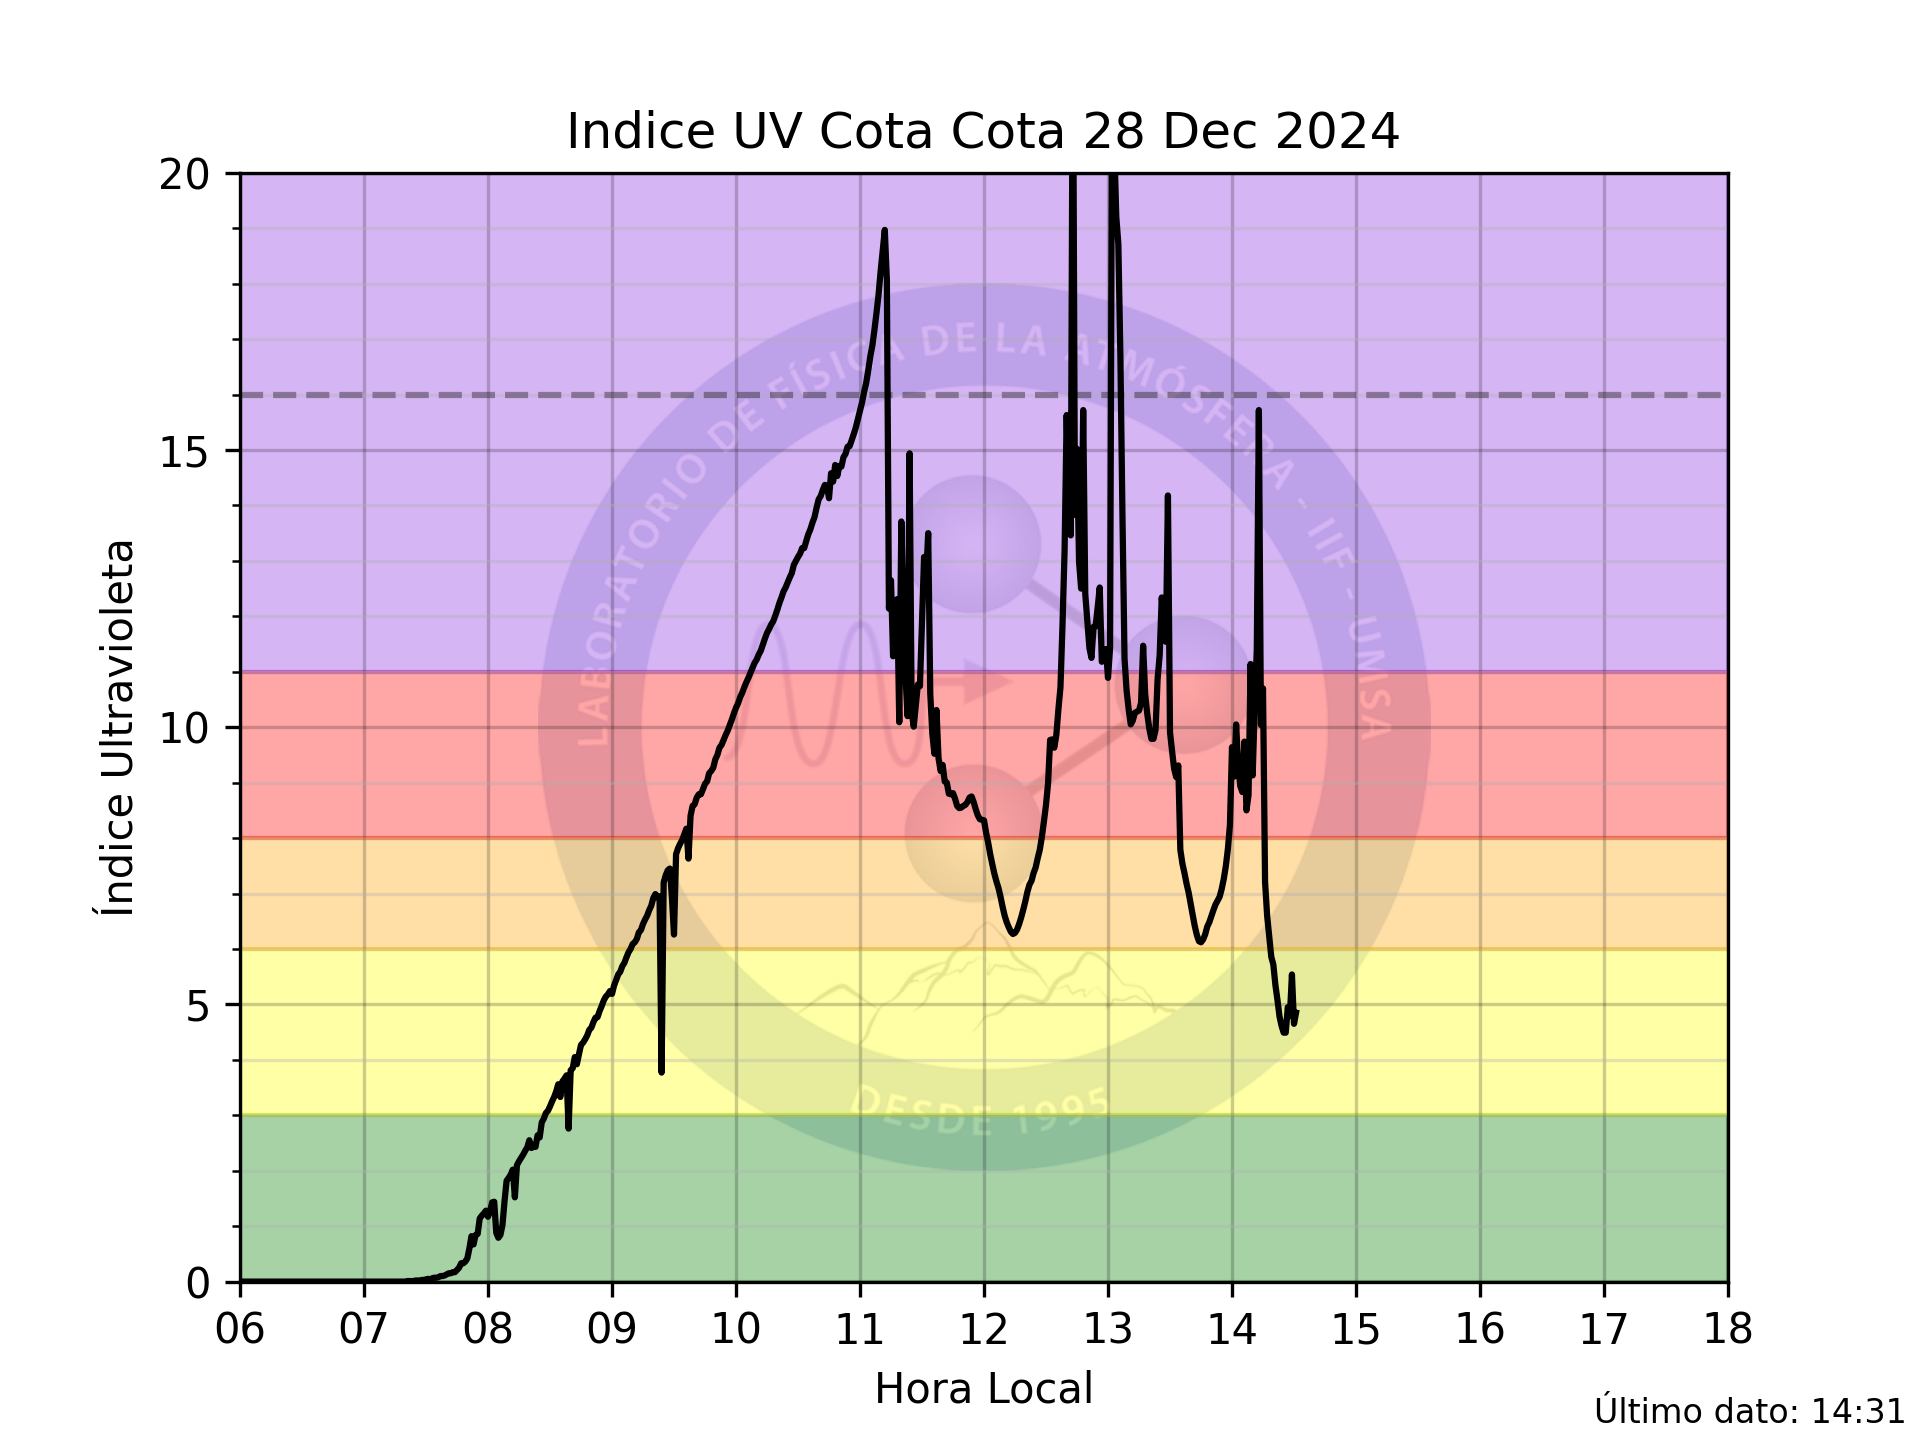 Indice UV Cota Cota 28 Dec 2024
20
15
10
5
0
Índice Ultravioleta
LABORATORIO DE FÍSICA DE LA ATMÓSFERA - IIF - UMSA
DESDE 1995
06 07 08 09 10 11 12 13 14 15 16 17 18
Hora Local
Último dato: 14:31